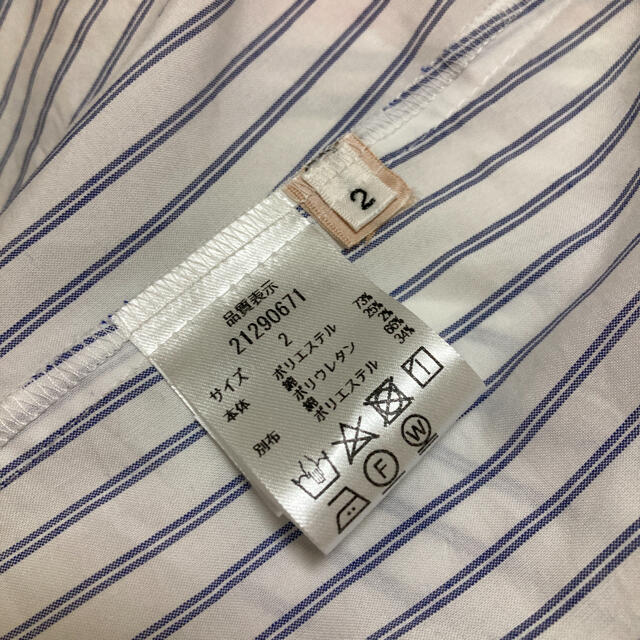 2
品質表示
21290671
サイズ 2
本体 ポリエステル
綿
ポリウレタン
別布 綿
ポリエステル
F
W